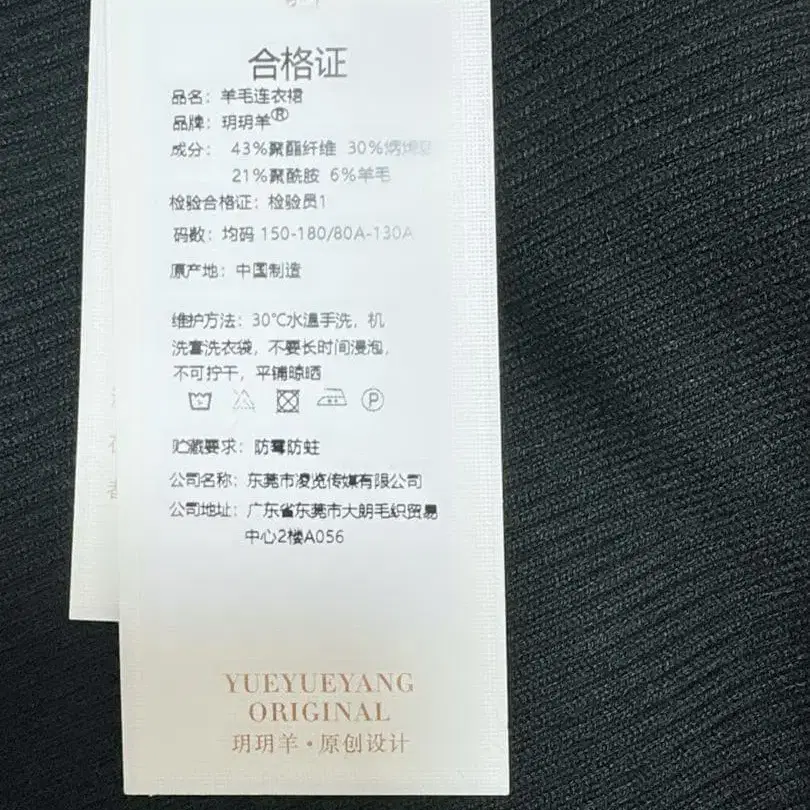 合格证
品名：羊毛连衣裙
品牌：玥玥羊®
成分： 43%聚酯纤维 30%
21%聚酰胺 6%羊毛
检验合格证：检验员1
码数：均码 150-180/80A-130A
原产地：中国制造
维护方法：30℃水温手洗，机
洗套洗衣袋，不要长时间浸泡，
不可拧干，平铺晾晒
P
贮藏要求：防霉防蛀
公司名称：东莞市凌览传媒有限公司
公司地址：广东省东莞市大朗毛织贸易
中心2楼A056
YUEYUEYANG
ORIGINAL
玥玥羊·原创设计